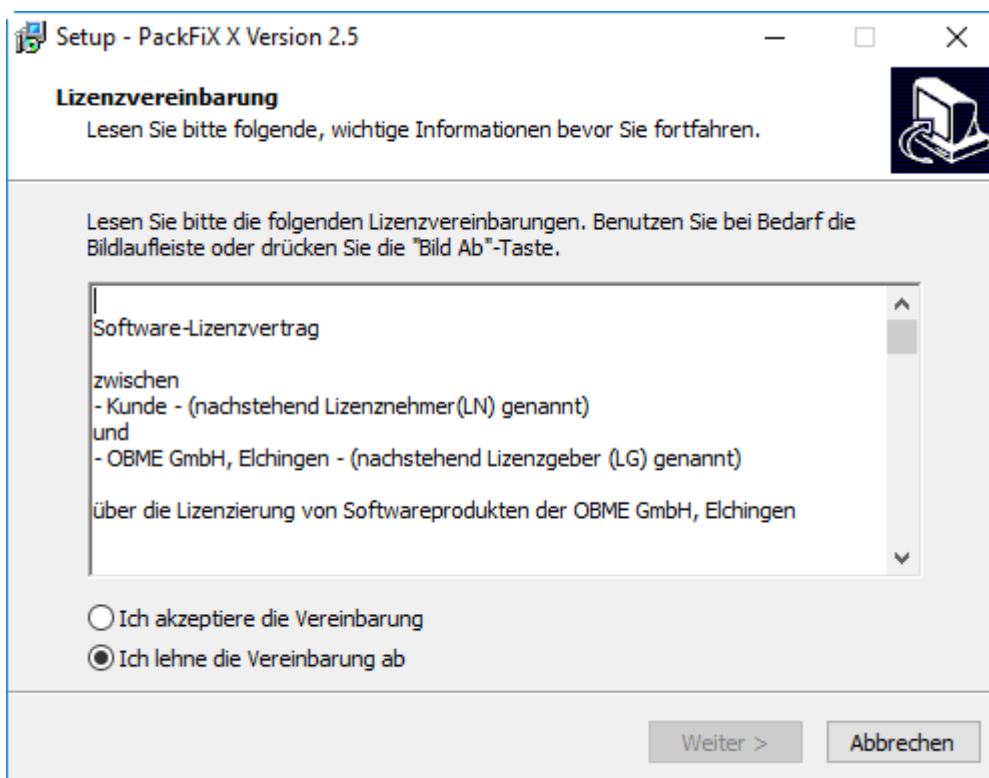 Setup - PackFiX X Version 2.5
Lizenzvereinbarung
Lesen Sie bitte folgende, wichtige Informationen bevor Sie fortfahren.
Lesen Sie bitte die folgenden Lizenzvereinbarungen. Benutzen Sie bei Bedarf die
Bildlaufleiste oder drücken Sie die "Bild Ab"-Taste.
Software-Lizenzvertrag
zwischen
- Kunde - (nachstehend Lizenznehmer(LN) genannt)
und
- OBME GmbH, Elchingen - (nachstehend Lizenzgeber (LG) genannt)
über die Lizenzierung von Softwareprodukten der OBME GmbH, Elchingen
Ich akzeptiere die Vereinbarung
Ich lehne die Vereinbarung ab
Weiter >
Abbrechen